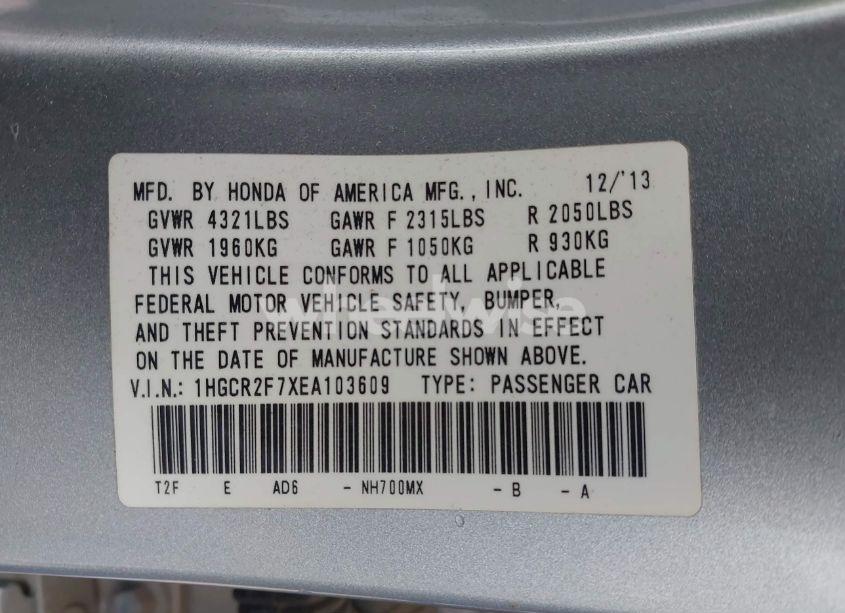 MFD. BY HONDA OF AMERICA MFG., INC. 12/'13
GVWR 4321LBS GAWR F 2315LBS R 2050LBS
GVWR 1960KG GAWR F 1050KG R 930KG
THIS VEHICLE CONFORMS TO ALL APPLICABLE
FEDERAL MOTOR VEHICLE SAFETY, BUMPER,
AND THEFT PREVENTION STANDARDS IN EFFECT
ON THE DATE OF MANUFACTURE SHOWN ABOVE.
V.I.N.: 1HGCR2F7XEA103609 TYPE: PASSENGER CAR
T2F E AD6 - NH700MX - B - A
wheelwise